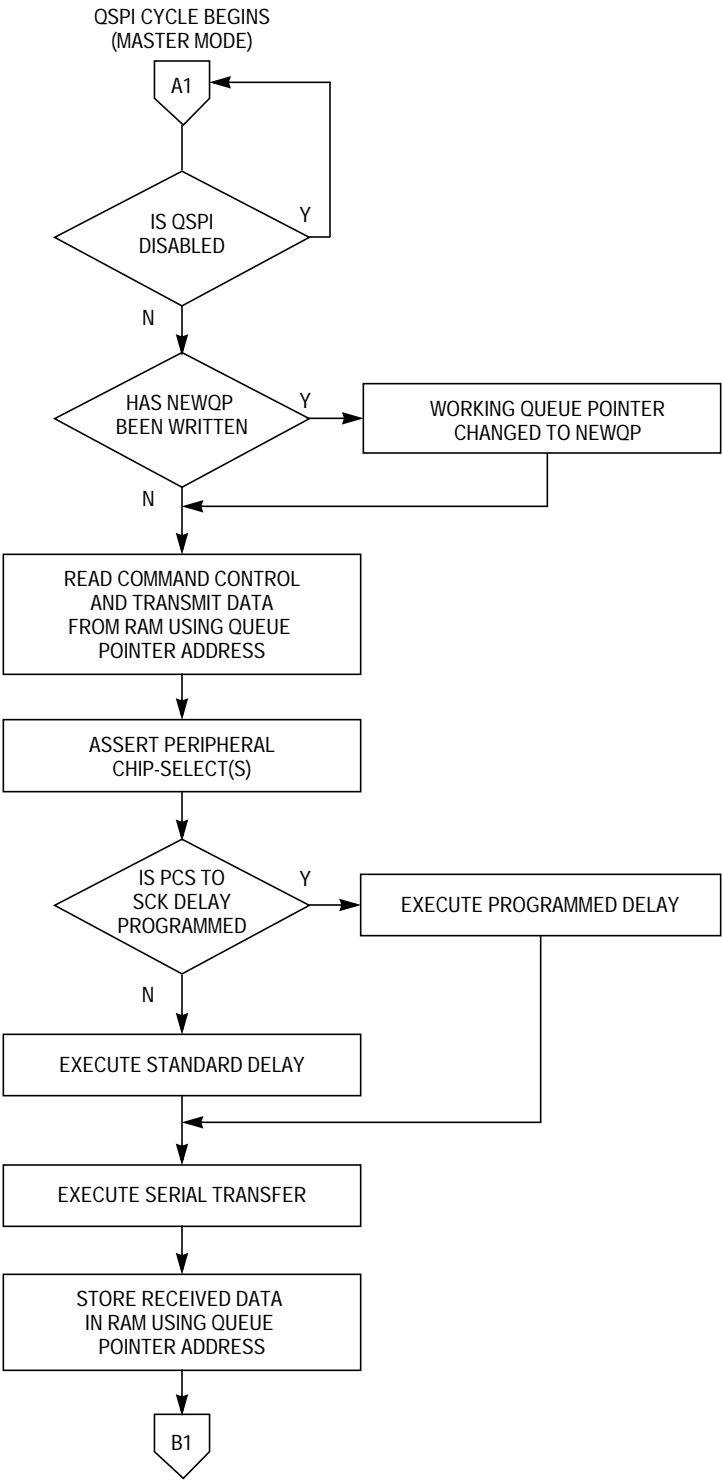 QSPI CYCLE BEGINS
(MASTER MODE)
A1
IS QSPI
DISABLED
Y
N
HAS NEWQP
BEEN WRITTEN
Y
WORKING QUEUE POINTER
CHANGED TO NEWQP
N
READ COMMAND CONTROL
AND TRANSMIT DATA
FROM RAM USING QUEUE
POINTER ADDRESS
ASSERT PERIPHERAL
CHIP-SELECT(S)
IS PCS TO
SCK DELAY
PROGRAMMED
Y
EXECUTE PROGRAMMED DELAY
N
EXECUTE STANDARD DELAY
EXECUTE SERIAL TRANSFER
STORE RECEIVED DATA
IN RAM USING QUEUE
POINTER ADDRESS
B1